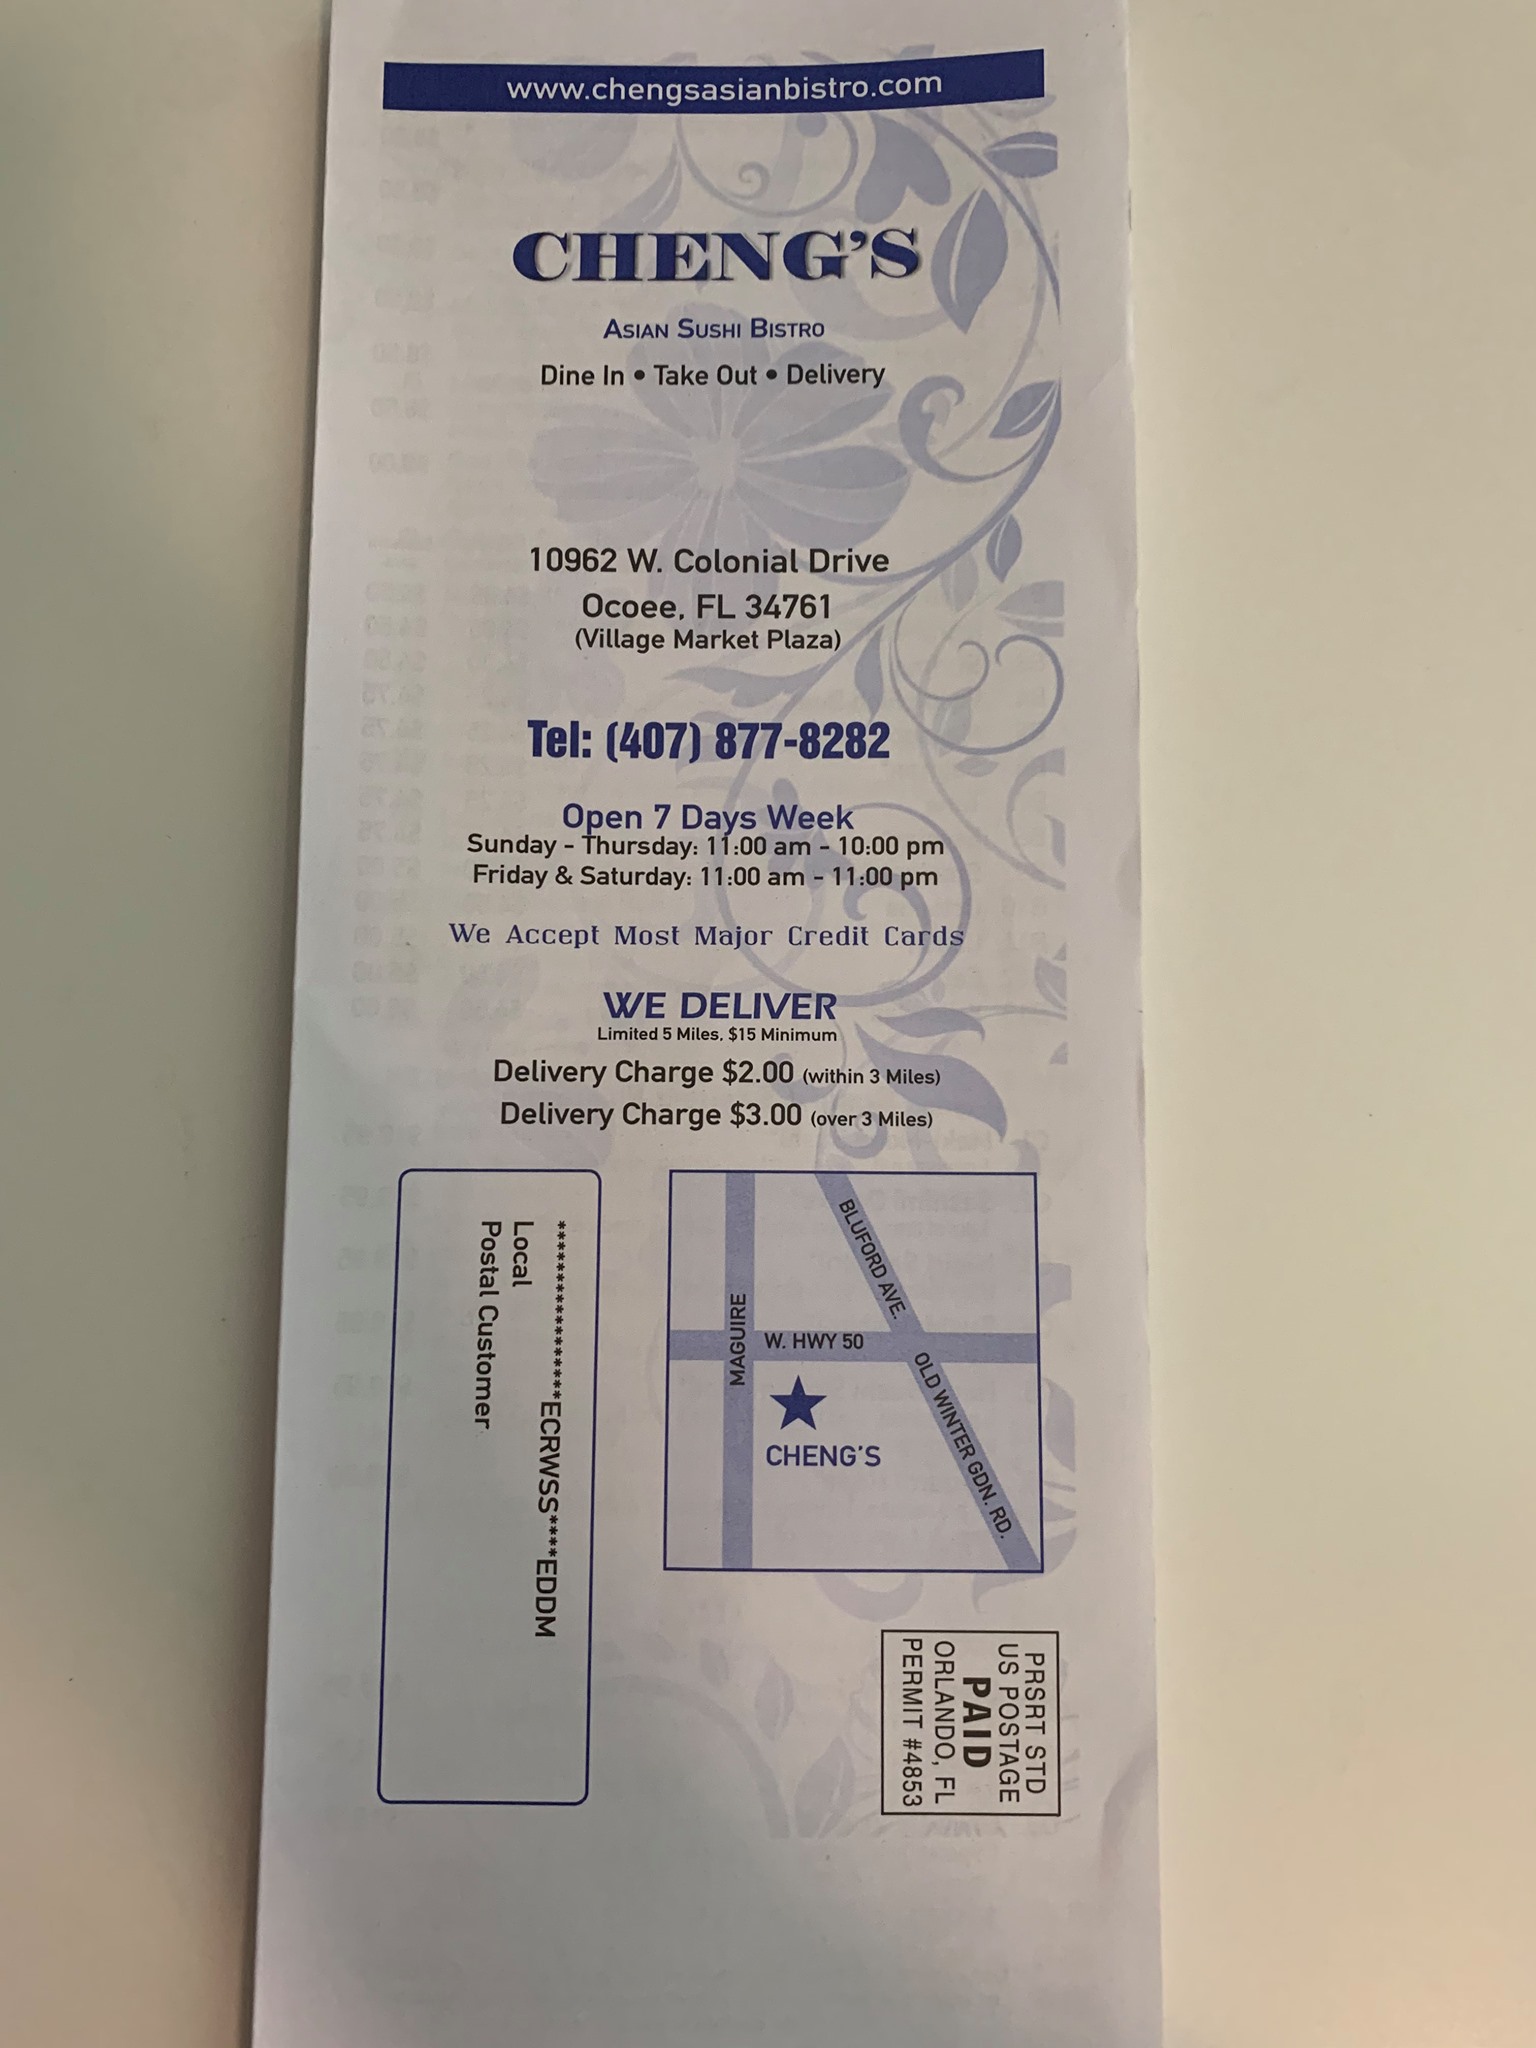 www.chengsasianbistro.com
CHENG'S
ASIAN SUSHI BISTRO
Dine In • Take Out • Delivery
10962 W. Colonial Drive
Ocoee, FL 34761
(Village Market Plaza)
Tel: (407) 877-8282
Open 7 Days Week
Sunday - Thursday: 11:00 am - 10:00 pm
Friday & Saturday: 11:00 am - 11:00 pm
We Accept Most Major Credit Cards
WE DELIVER
Limited 5 Miles, $15 Minimum
Delivery Charge $2.00 (within 3 Miles)
Delivery Charge $3.00 (over 3 Miles)
*********************ECRWSS****EDDM
Local
Postal Customer
BLUFORD AVE.
MAGUIRE
W. HWY 50
OLD WINTER GDN. RD.
CHENG'S
PRSRT STD
US POSTAGE
PAID
ORLANDO, FL
PERMIT #4853